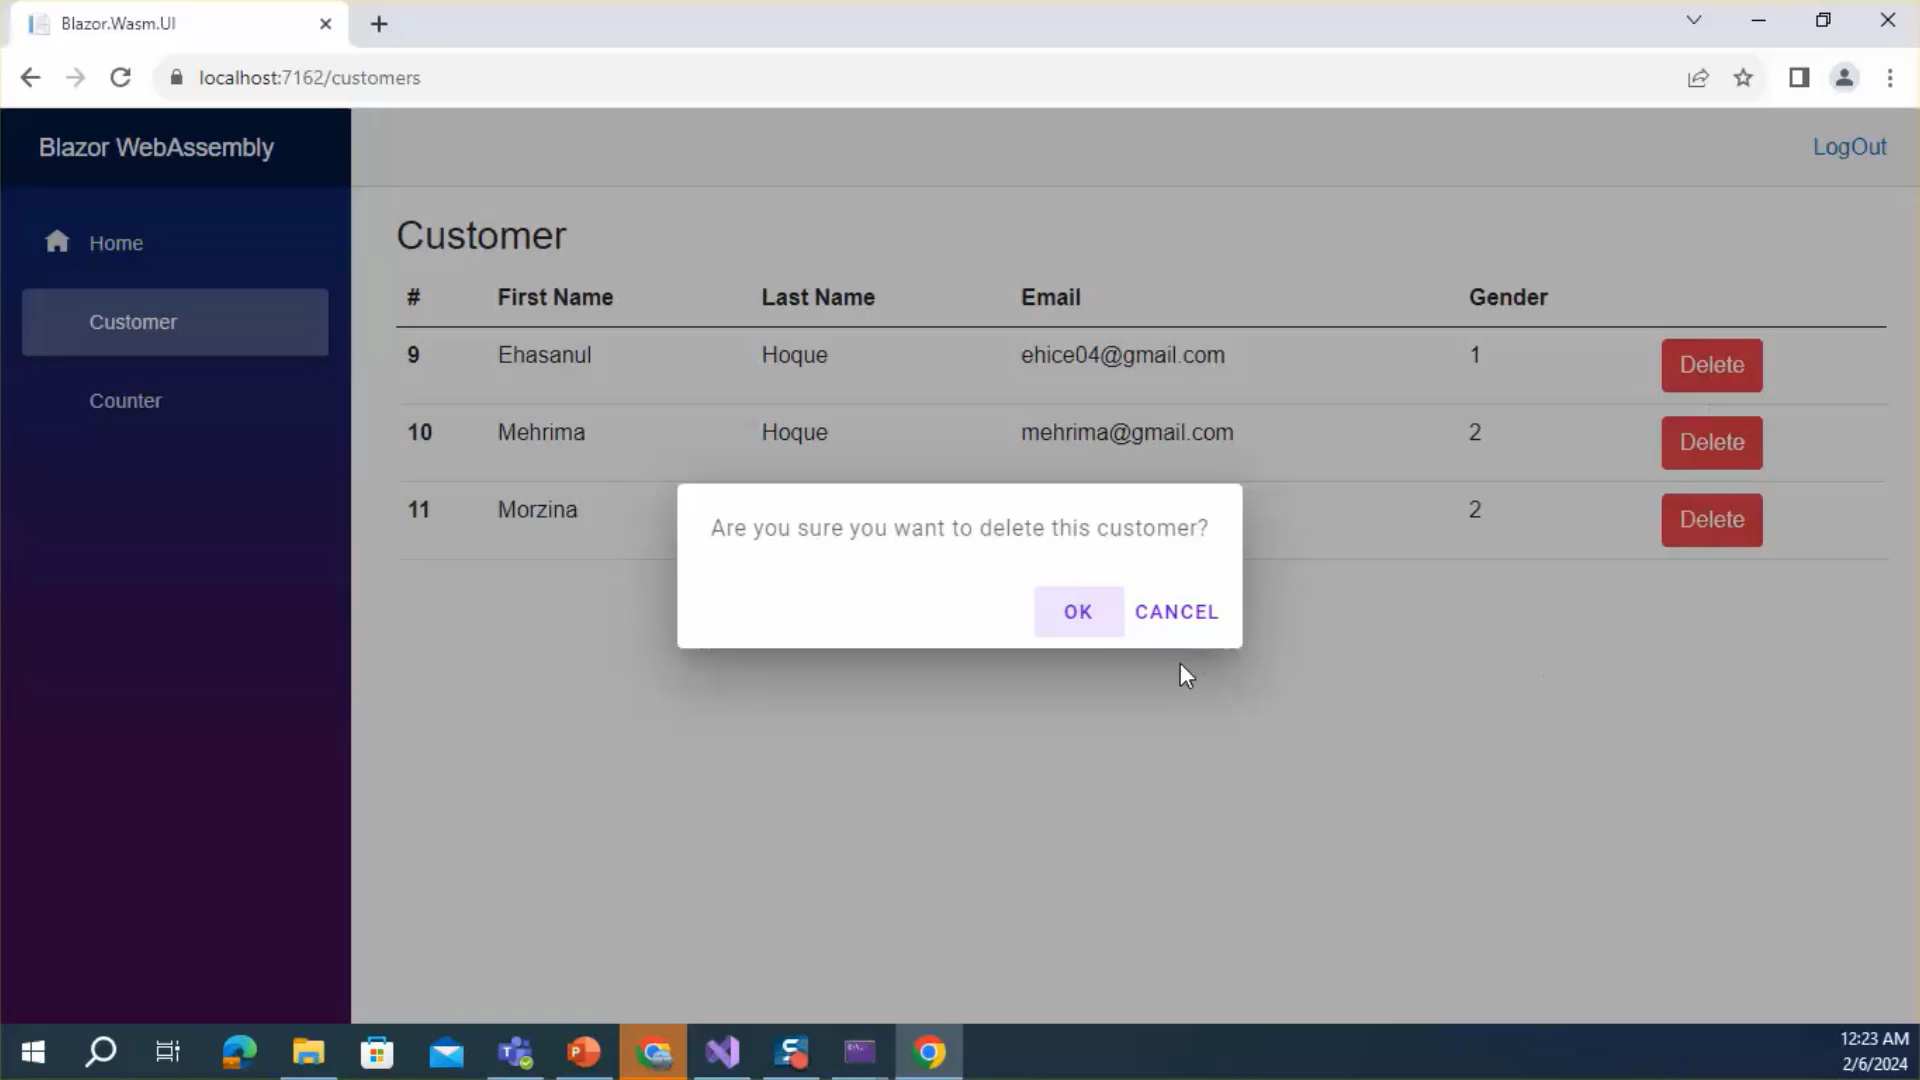 Blazor.Wasm.UI
localhost:7162/customers
Blazor WebAssembly
LogOut
Home
Customer
Counter
Customer
# First Name Last Name Email Gender
9 Ehasanul Hoque ehice04@gmail.com 1 Delete
10 Mehrima Hoque mehrima@gmail.com 2 Delete
11 Morzina 2 Delete
Are you sure you want to delete this customer?
OK CANCEL
12:23 AM
2/6/2024